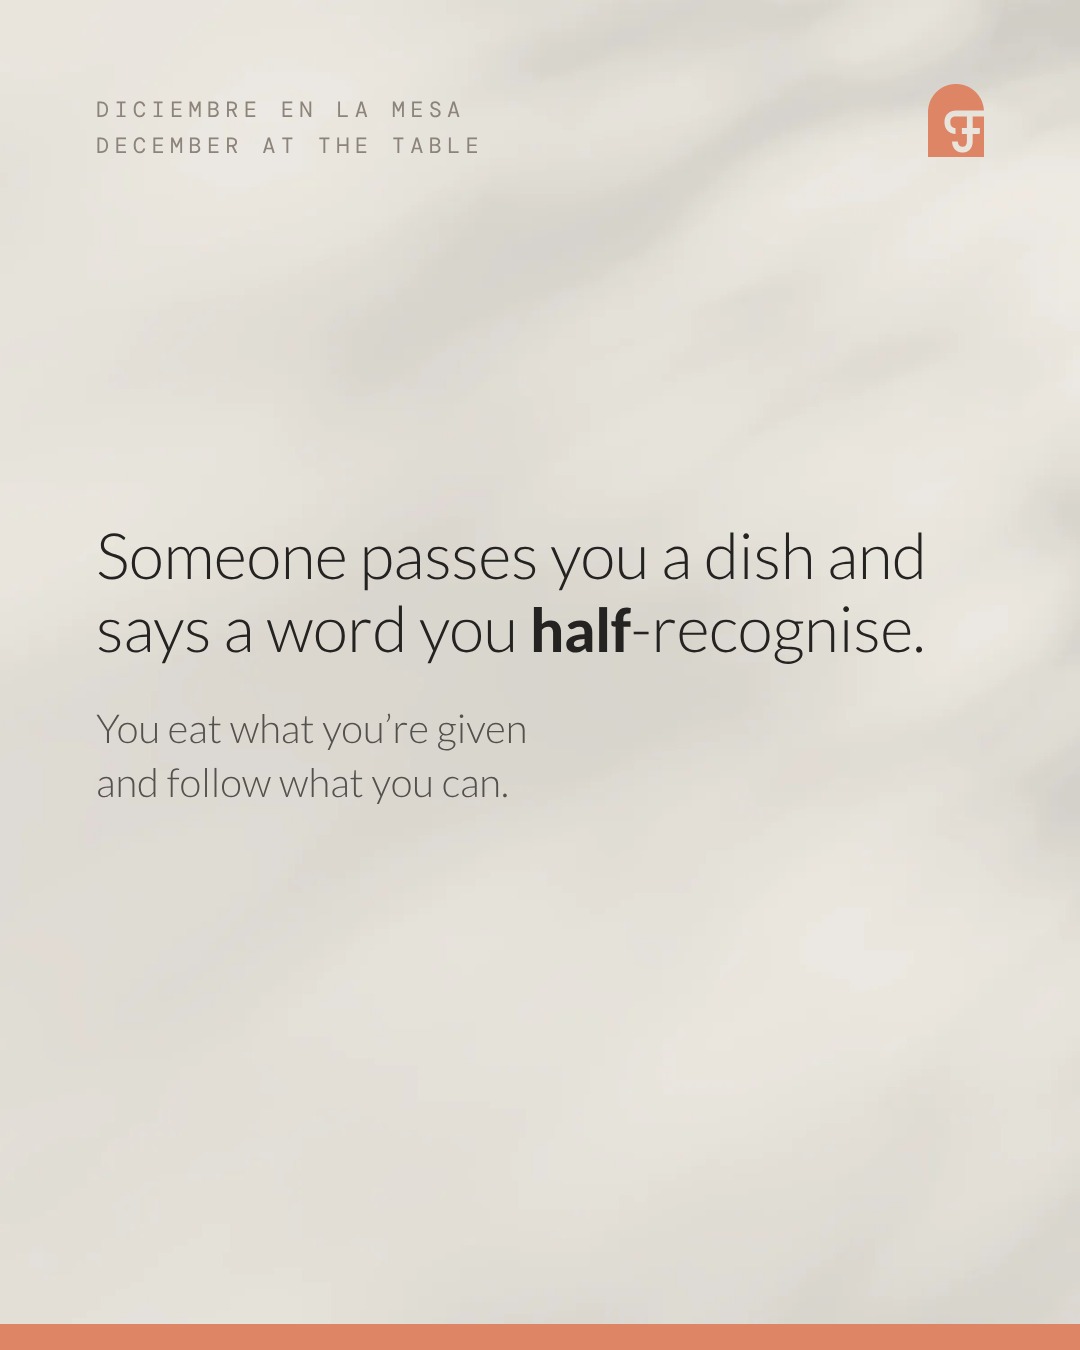 DICIEMBRE EN LA MESA
DECEMBER AT THE TABLE
Someone passes you a dish and
says a word you half-recognise.
You eat what you’re given
and follow what you can.